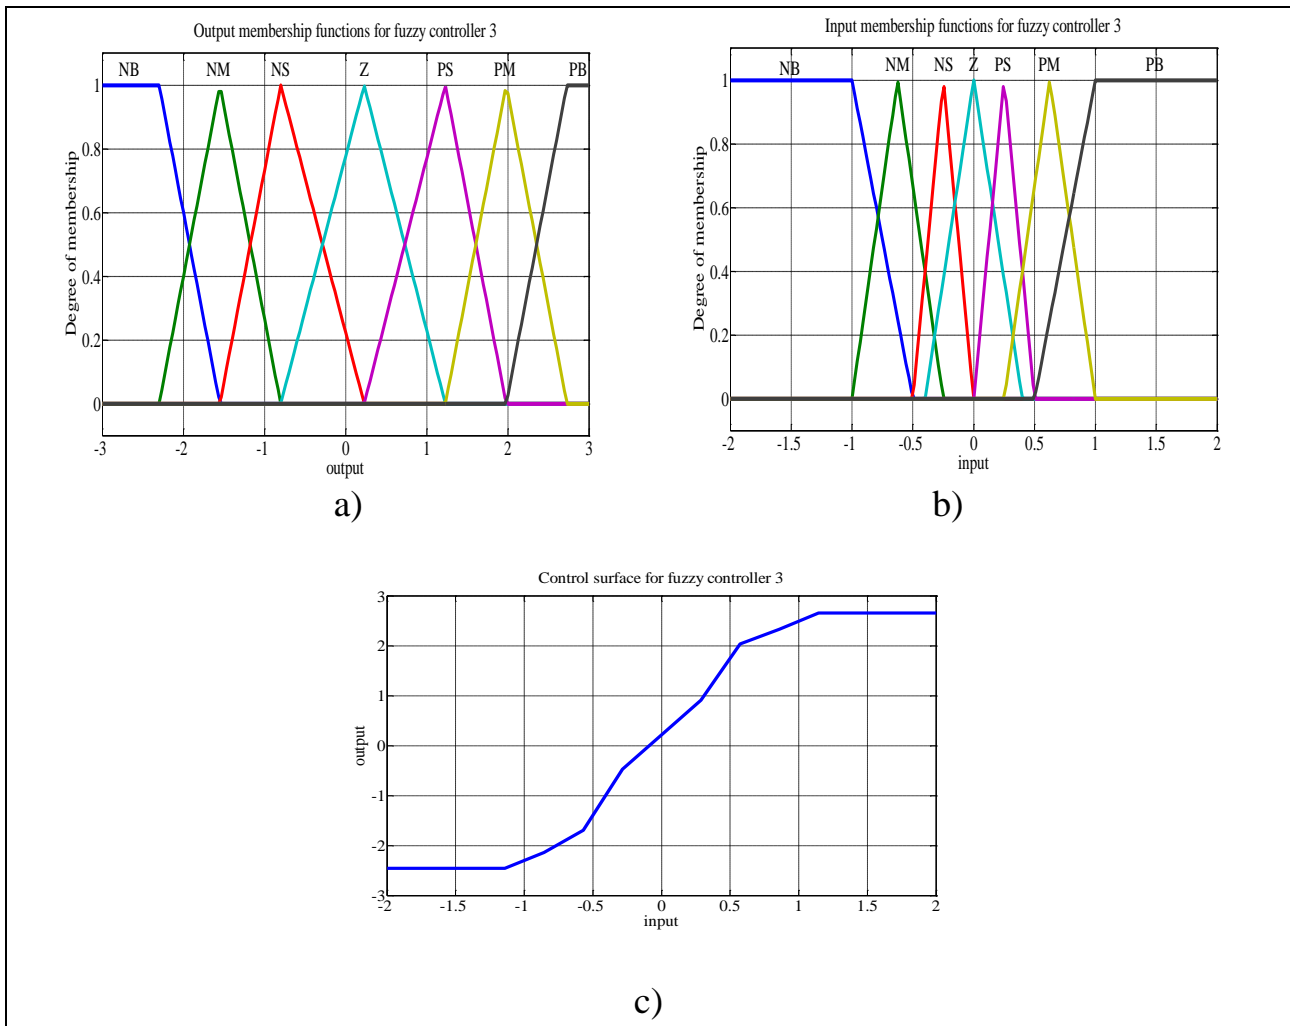 Output membership functions for fuzzy controller 3
NB NM NS Z PS PM PB
1
0.8
0.6
0.4
0.2
0
Degree of membership
-3 -2 -1 0 1 2 3
output
a)
Input membership functions for fuzzy controller 3
NB NM NS Z PS PM PB
1
0.8
0.6
0.4
0.2
0
Degree of membership
-2 -1.5 -1 -0.5 0 0.5 1 1.5 2
input
b)
Control surface for fuzzy controller 3
3
2
1
0
-1
-2
-3
output
-2 -1.5 -1 -0.5 0 0.5 1 1.5 2
input
c)